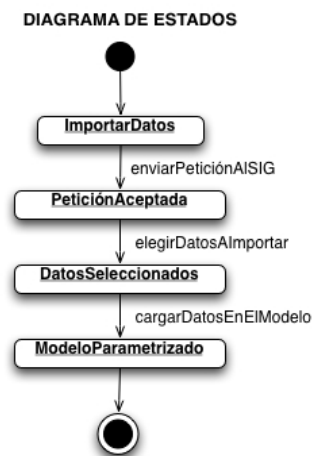 DIAGRAMA DE ESTADOS
ImportarDatos
enviarPeticiónAlSIG
PeticiónAceptada
elegirDatosAImportar
DatosSeleccionados
cargarDatosEnElModelo
ModeloParametrizado